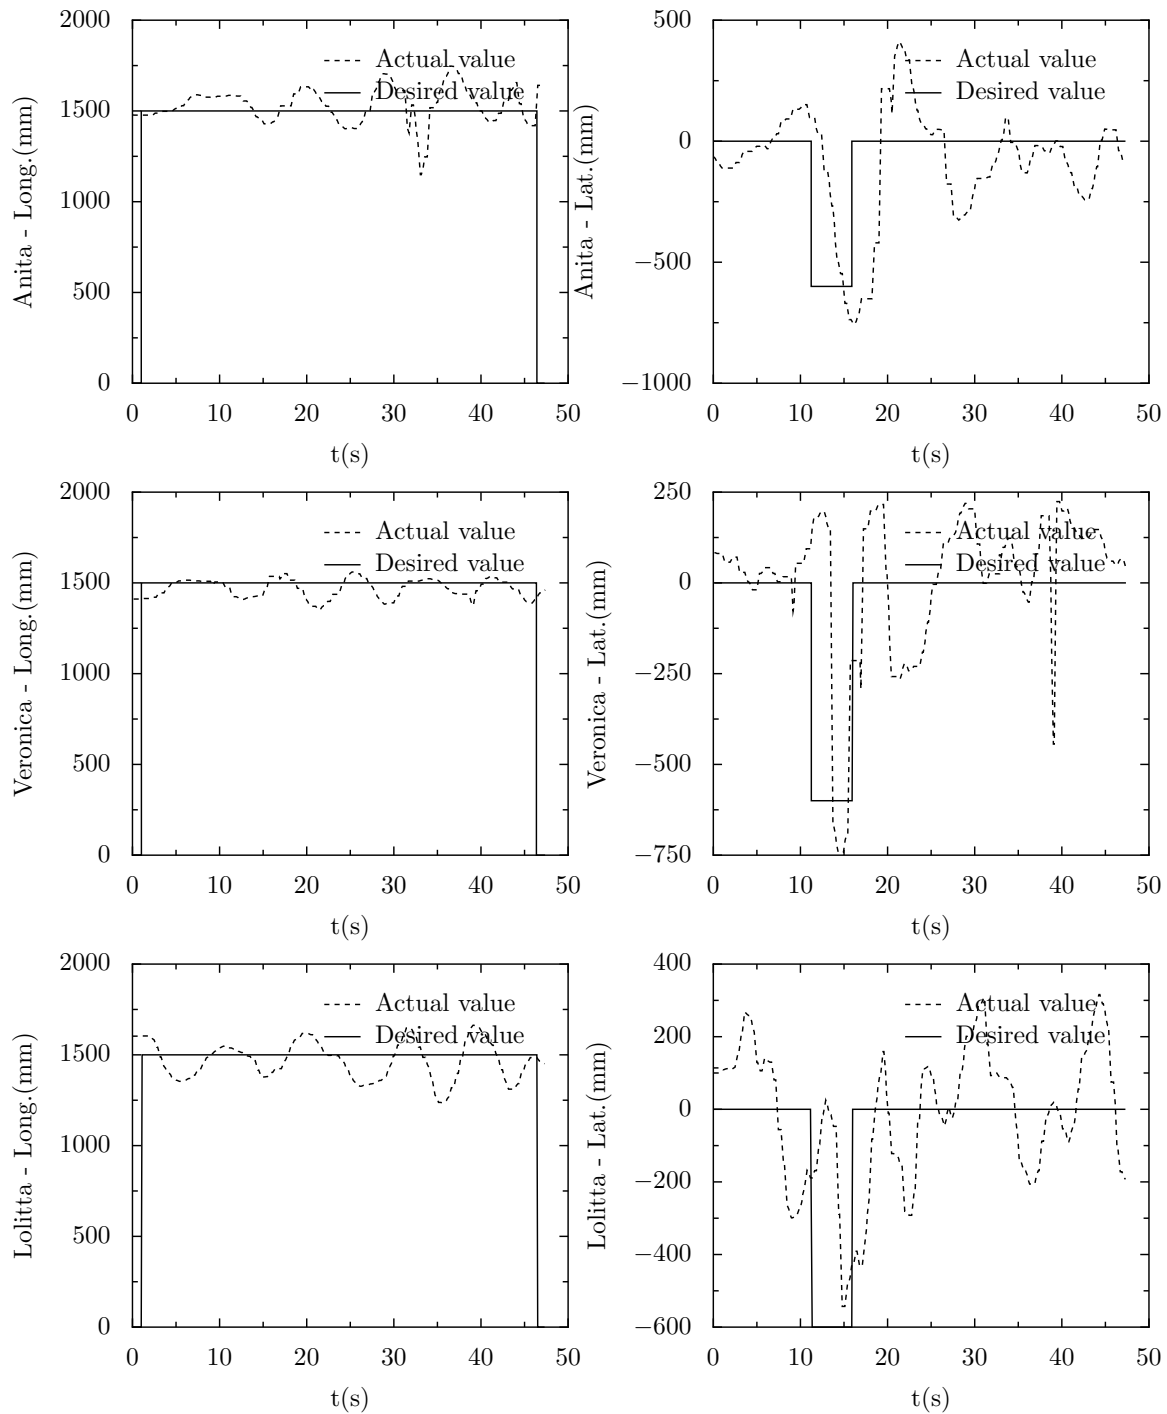 Anita - Long.(mm)
2000
1500
1000
500
0
0 10 20 30 40 50
t(s)
Actual value
Desired value
Anita - Lat.(mm)
500
0
−500
−1000
0 10 20 30 40 50
t(s)
Actual value
Desired value
Veronica - Long.(mm)
2000
1500
1000
500
0
0 10 20 30 40 50
t(s)
Actual value
Desired value
Veronica - Lat.(mm)
250
0
−250
−500
−750
0 10 20 30 40 50
t(s)
Actual value
Desired value
Lolitta - Long.(mm)
2000
1500
1000
500
0
0 10 20 30 40 50
t(s)
Actual value
Desired value
Lolitta - Lat.(mm)
400
200
0
−200
−400
−600
0 10 20 30 40 50
t(s)
Actual value
Desired value